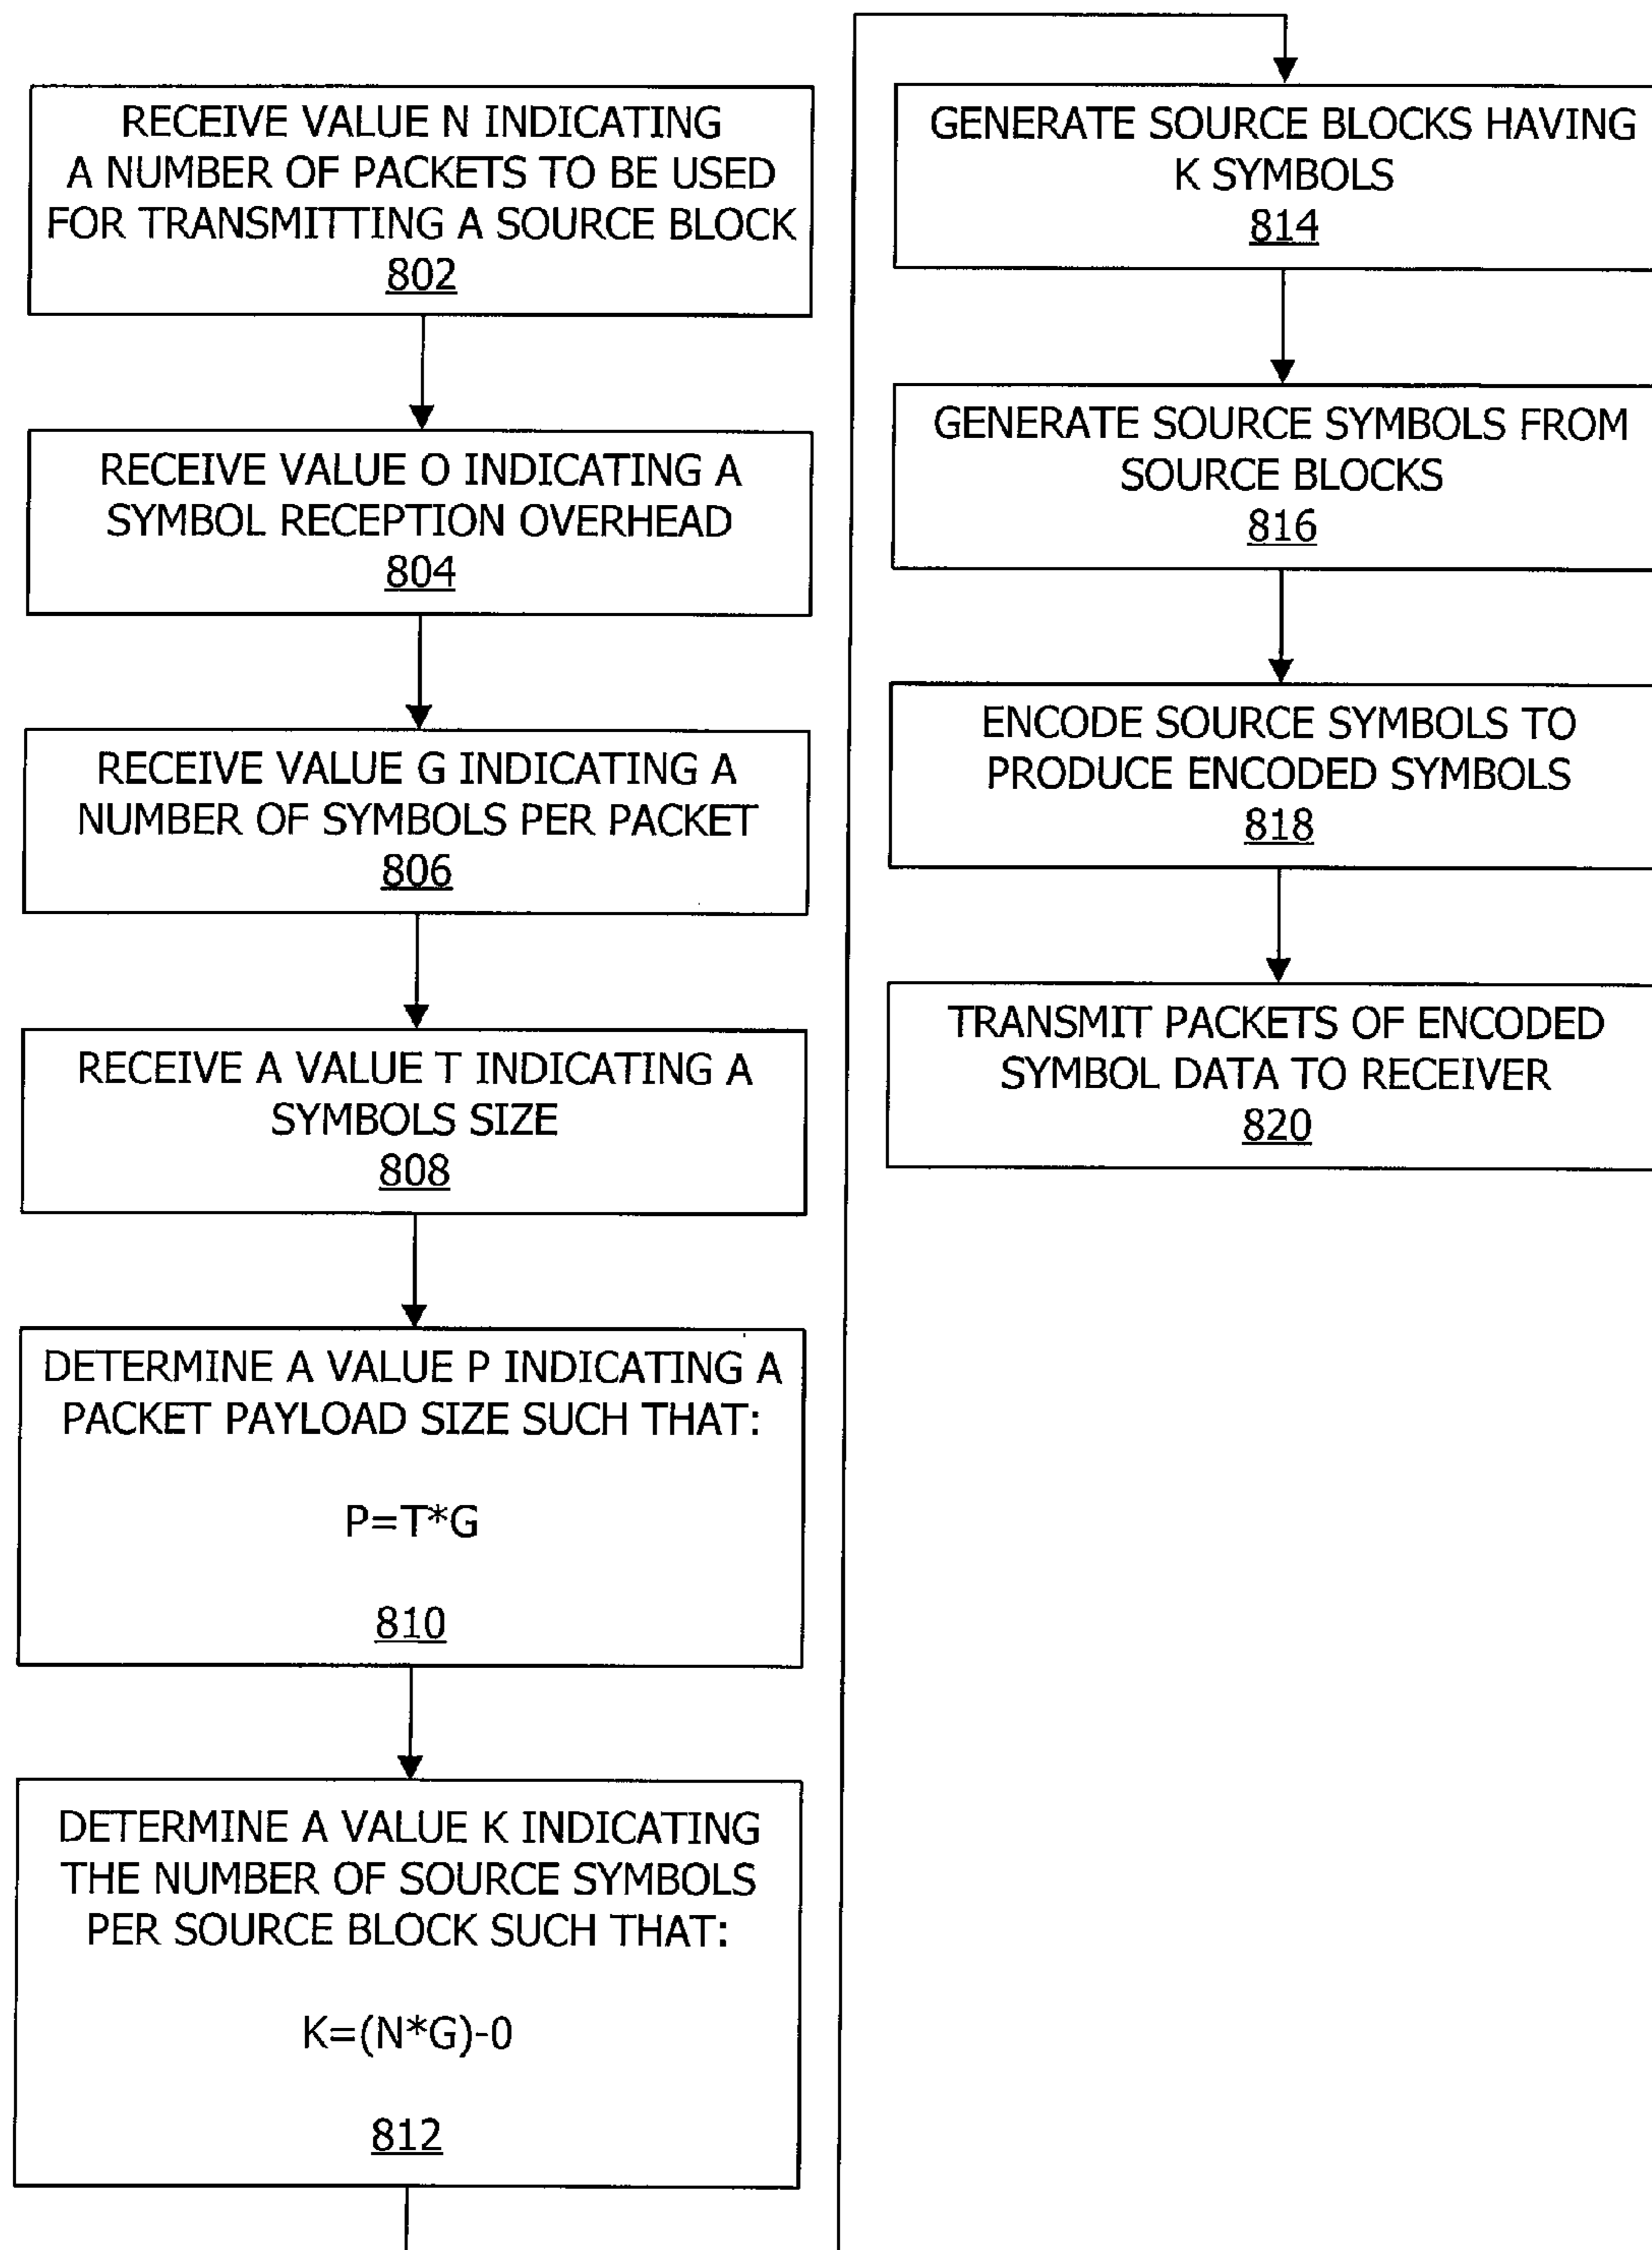 RECEIVE VALUE N INDICATING
A NUMBER OF PACKETS TO BE USED
FOR TRANSMITTING A SOURCE BLOCK
802
RECEIVE VALUE O INDICATING A
SYMBOL RECEPTION OVERHEAD
804
RECEIVE VALUE G INDICATING A
NUMBER OF SYMBOLS PER PACKET
806
RECEIVE A VALUE T INDICATING A
SYMBOLS SIZE
808
DETERMINE A VALUE P INDICATING A
PACKET PAYLOAD SIZE SUCH THAT:
P=T*G
810
DETERMINE A VALUE K INDICATING
THE NUMBER OF SOURCE SYMBOLS
PER SOURCE BLOCK SUCH THAT:
K=(N*G)-0
812
GENERATE SOURCE BLOCKS HAVING
K SYMBOLS
814
GENERATE SOURCE SYMBOLS FROM
SOURCE BLOCKS
816
ENCODE SOURCE SYMBOLS TO
PRODUCE ENCODED SYMBOLS
818
TRANSMIT PACKETS OF ENCODED
SYMBOL DATA TO RECEIVER
820